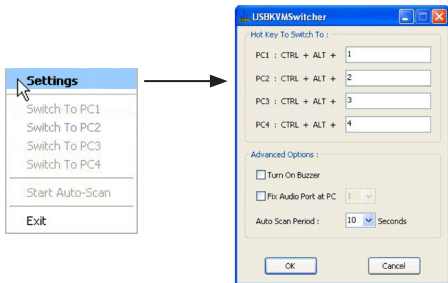 Settings
Switch To PC1
Switch To PC2
Switch To PC3
Switch To PC4
Start Auto-Scan
Exit
USBKVMSwitcher
Hot Key To Switch To :
PC1 : CTRL + ALT + 1
PC2 : CTRL + ALT + 2
PC3 : CTRL + ALT + 3
PC4 : CTRL + ALT + 4
Advanced Options :
Turn On Buzzer
Fix Audio Port at PC 1
Auto Scan Period : 10 Seconds
OK Cancel